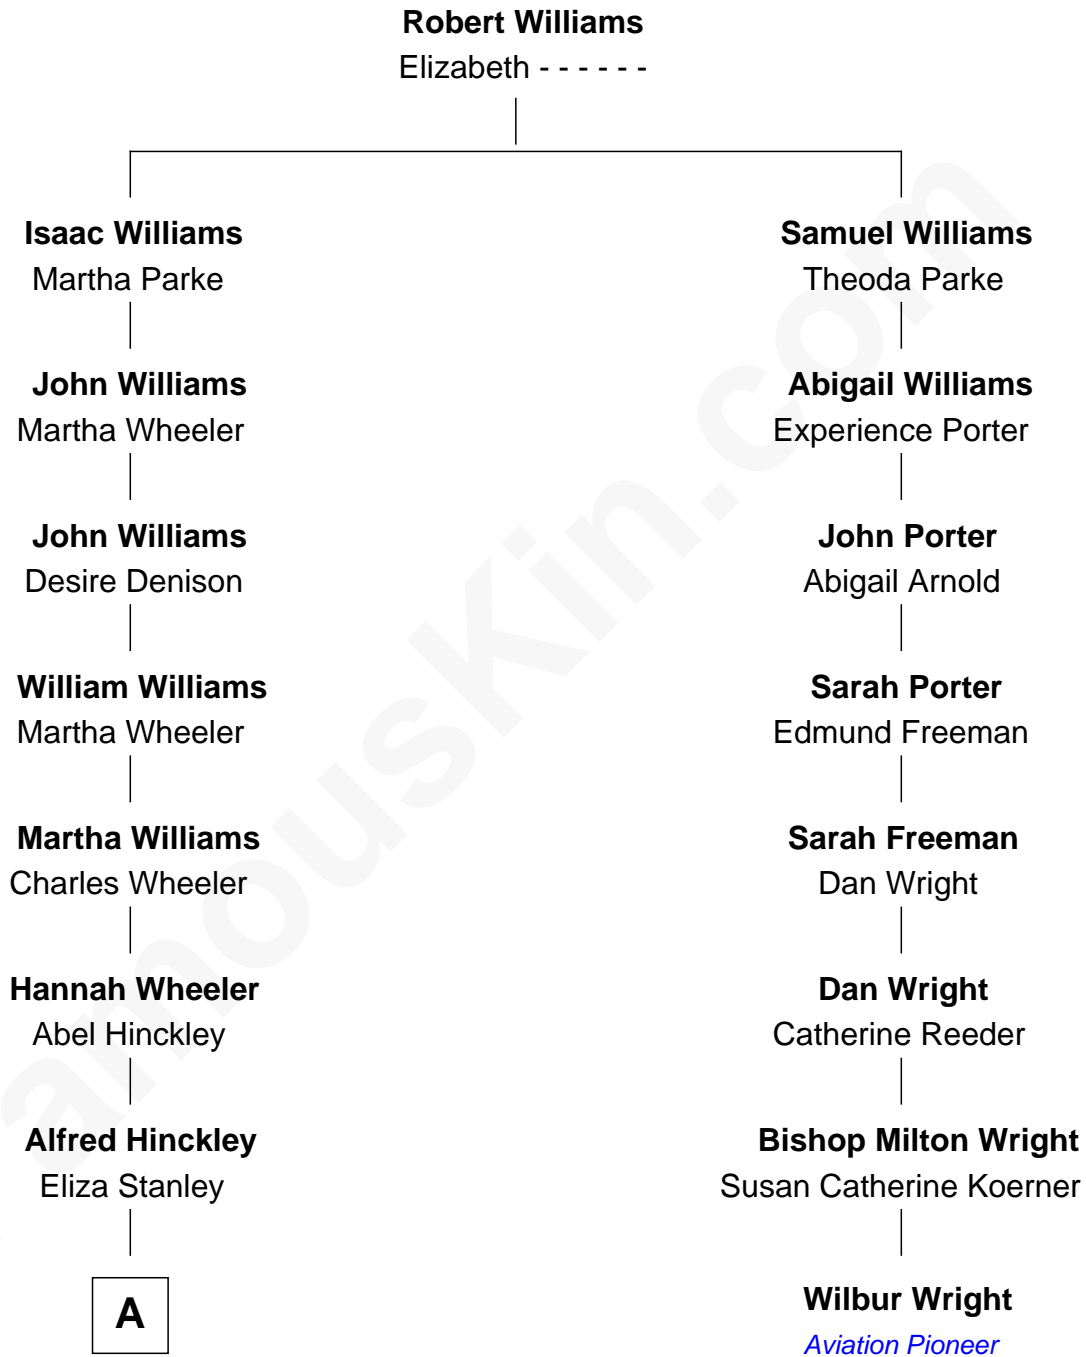 Robert Williams
Elizabeth - - - - - -
Isaac Williams
Martha Parke
Samuel Williams
Theoda Parke
John Williams
Martha Wheeler
Abigail Williams
Experience Porter
John Williams
Desire Denison
John Porter
Abigail Arnold
William Williams
Martha Wheeler
Sarah Porter
Edmund Freeman
Martha Williams
Charles Wheeler
Sarah Freeman
Dan Wright
Hannah Wheeler
Abel Hinckley
Dan Wright
Catherine Reeder
Alfred Hinckley
Eliza Stanley
Bishop Milton Wright
Susan Catherine Koerner
A
Wilbur Wright
Aviation Pioneer
amousKin.com